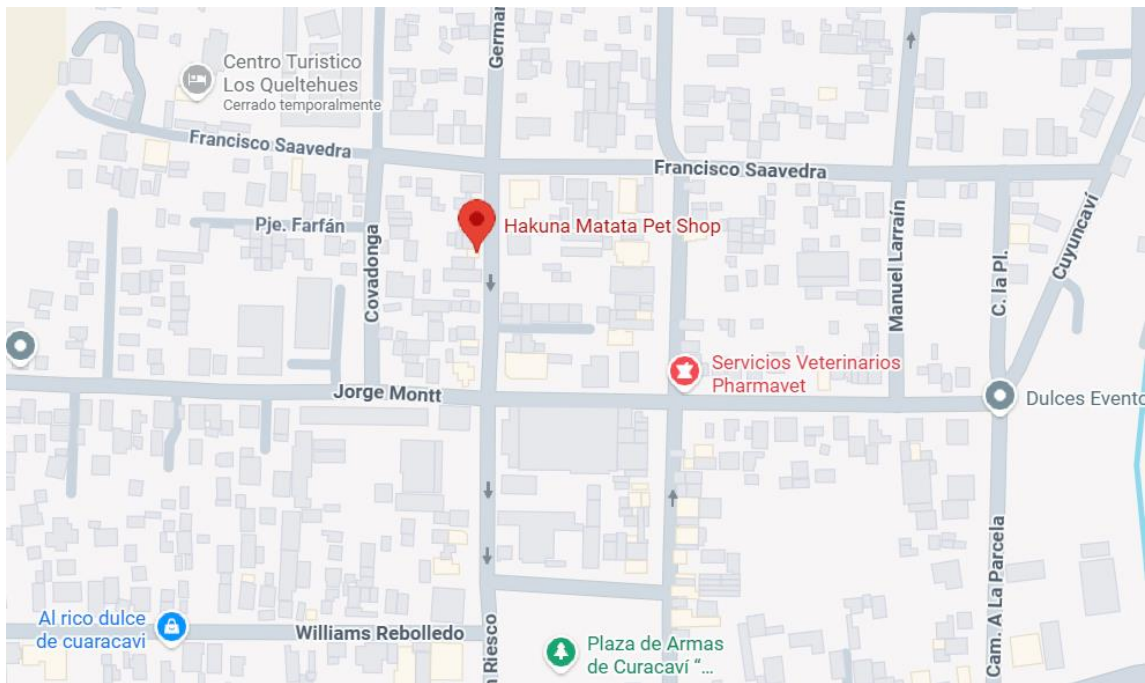 German
Centro Turistico
Los Queltehues
Cerrado temporalmente
Francisco Saavedra
Francisco Saavedra
Pje. Farfán
Hakuna Matata Pet Shop
Covadonga
Manuel Larraín
C. la Pl.
Cuyuncaví
Servicios Veterinarios
Pharmavet
Jorge Montt
Dulces Evento
Al rico dulce
de cuaracavi
Williams Rebolledo
n Riesco
Plaza de Armas
de Curacaví “...
Cam. A La Parcela